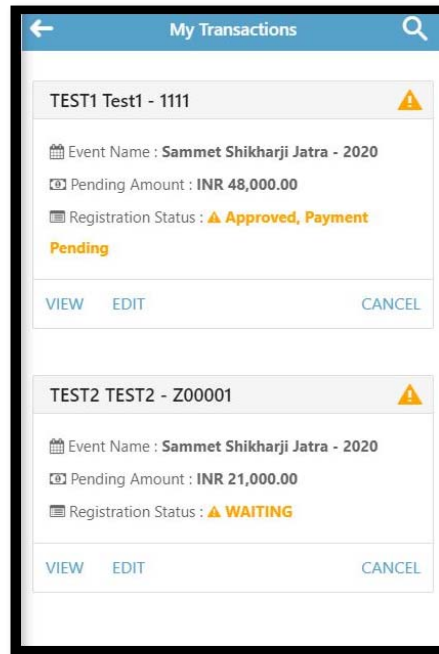 My Transactions
TEST1 Test1 - 1111
Event Name : Sammet Shikharji Jatra - 2020
Pending Amount : INR 48,000.00
Registration Status : Approved, Payment
Pending
VIEW EDIT CANCEL
TEST2 TEST2 - Z00001
Event Name : Sammet Shikharji Jatra - 2020
Pending Amount : INR 21,000.00
Registration Status : WAITING
VIEW EDIT CANCEL